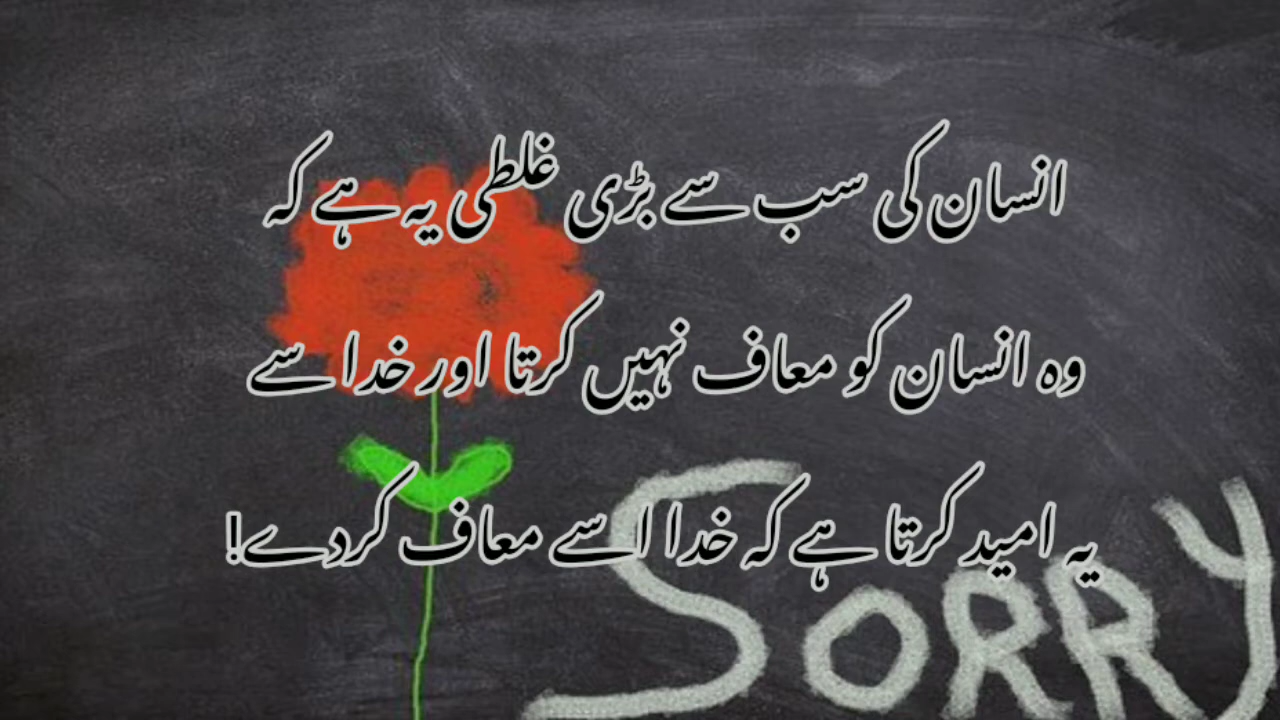 انسان کی سب سے بڑی غلطی یہ ہے کہ
وہ انسان کو معاف نہیں کرتا اور خدا سے
یہ امید کرتا ہے کہ خدا اسے معاف کردے!
SORRY